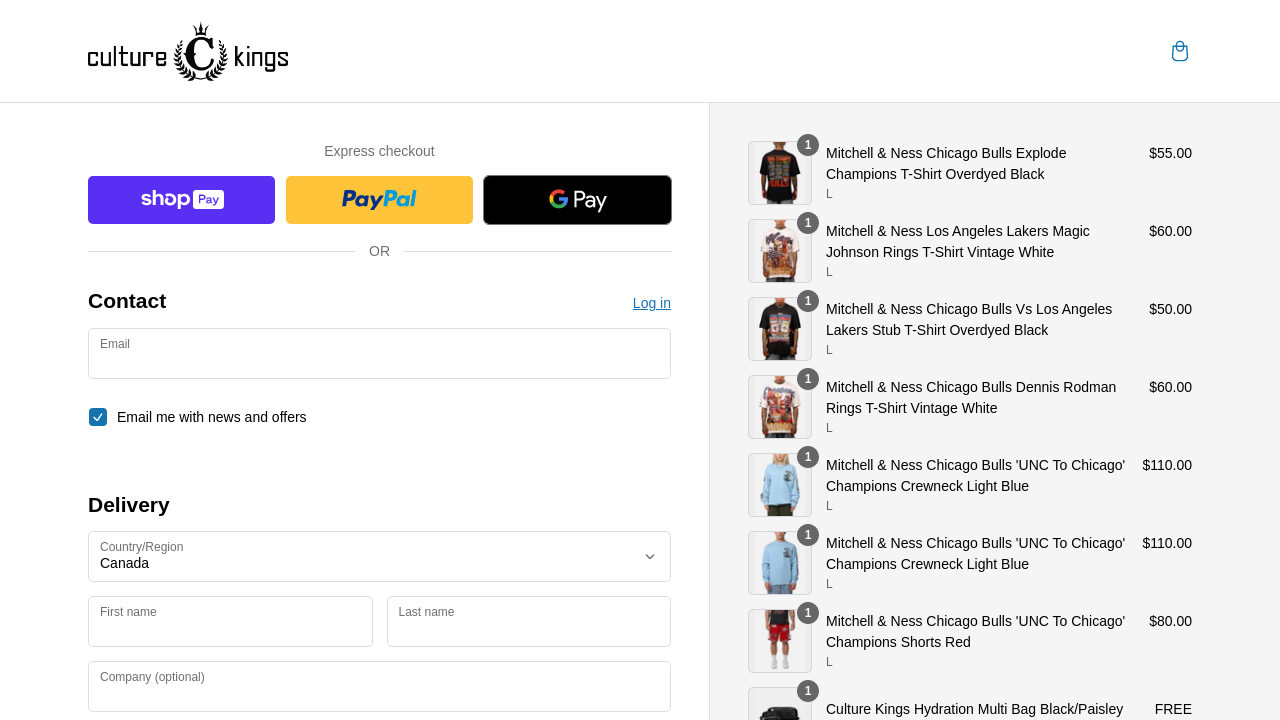 culture C kings
Express checkout
shop Pay
PayPal
G Pay
OR
Contact
Log in
Email
Email me with news and offers
Delivery
Country/Region
Canada
First name
Last name
Company (optional)
1
Mitchell & Ness Chicago Bulls Explode
Champions T-Shirt Overdyed Black
L
$55.00
1
Mitchell & Ness Los Angeles Lakers Magic
Johnson Rings T-Shirt Vintage White
L
$60.00
1
Mitchell & Ness Chicago Bulls Vs Los Angeles
Lakers Stub T-Shirt Overdyed Black
L
$50.00
1
Mitchell & Ness Chicago Bulls Dennis Rodman
Rings T-Shirt Vintage White
L
$60.00
1
Mitchell & Ness Chicago Bulls 'UNC To Chicago'
Champions Crewneck Light Blue
L
$110.00
1
Mitchell & Ness Chicago Bulls 'UNC To Chicago'
Champions Crewneck Light Blue
L
$110.00
1
Mitchell & Ness Chicago Bulls 'UNC To Chicago'
Champions Shorts Red
L
$80.00
1
Culture Kings Hydration Multi Bag Black/Paisley
FREE